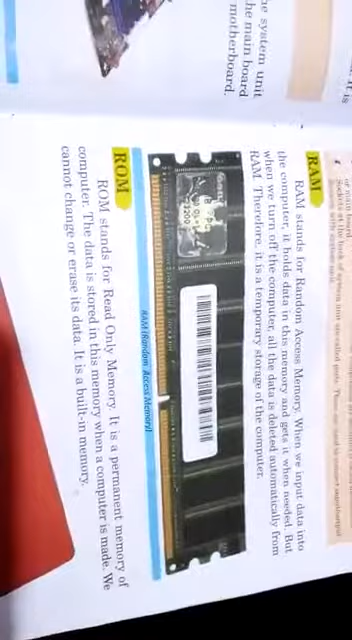 he system unit
he main board
motherboard.
RAM
RAM stands for Random Access Memory. When we input data into
the computer, it holds data in this memory and gets it when needed. But
when we turn off the computer, all the data is deleted automatically from
RAM. Therefore, it is a temporary storage of the computer.
RAM (Random Access Memory)
ROM
ROM stands for Read Only Memory. It is a permanent memory of
computer. The data is stored in this memory when a computer is made. We
cannot change or erase its data. It is a built-in memory.